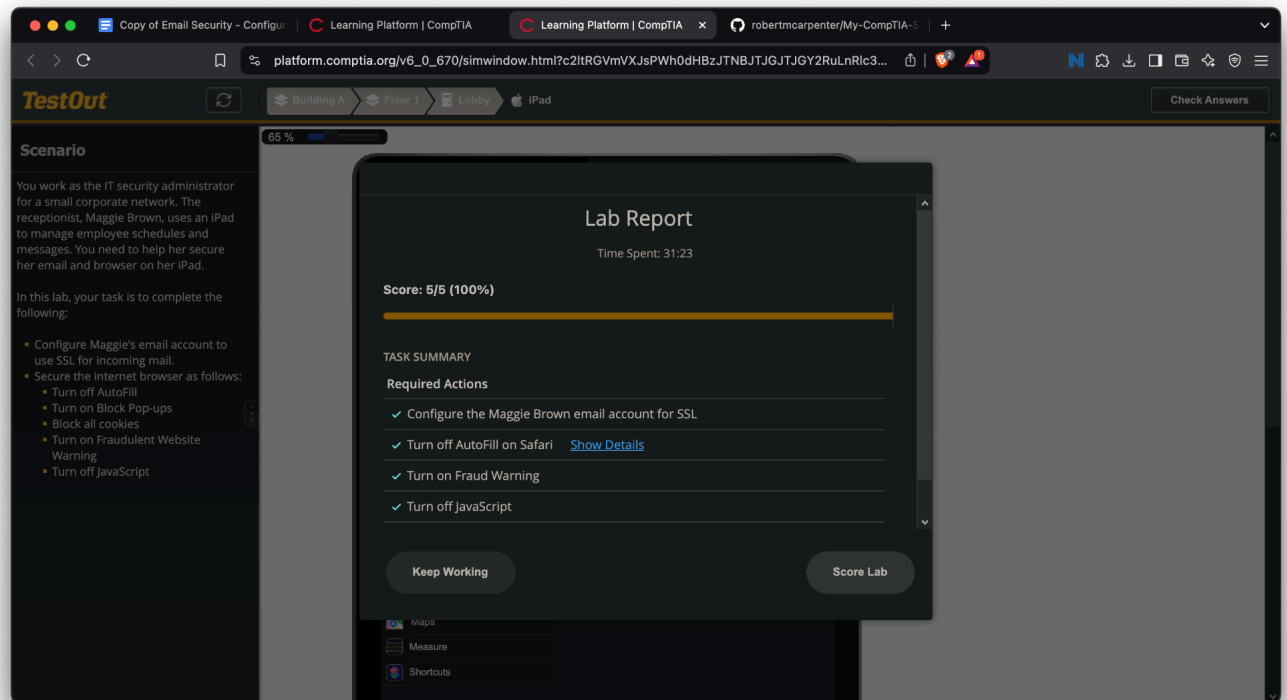 Copy of Email Security - Configur
Learning Platform | CompTIA
Learning Platform | CompTIA
robertmcarpenter/My-CompTIA-S
platform.comptia.org/v6_0_670/simwindow.html?c2ltRGVmVXJsPWh0dHBzJTNBJTJGJTJGY2RuLnRlc3...
2
1
TestOut
Building A
Floor 1
Lobby
iPad
Check Answers
Scenario
You work as the IT security administrator
for a small corporate network. The
receptionist, Maggie Brown, uses an iPad
to manage employee schedules and
messages. You need to help her secure
her email and browser on her iPad.
In this lab, your task is to complete the
following:
Configure Maggie's email account to
use SSL for incoming mail.
Secure the internet browser as follows:
Turn off AutoFill
Turn on Block Pop-ups
Block all cookies
Turn on Fraudulent Website
Warning
Turn off JavaScript
65 %
Lab Report
Time Spent: 31:23
Score: 5/5 (100%)
TASK SUMMARY
Required Actions
Configure the Maggie Brown email account for SSL
Turn off AutoFill on Safari Show Details
Turn on Fraud Warning
Turn off JavaScript
Keep Working
Score Lab
Maps
Measure
Shortcuts